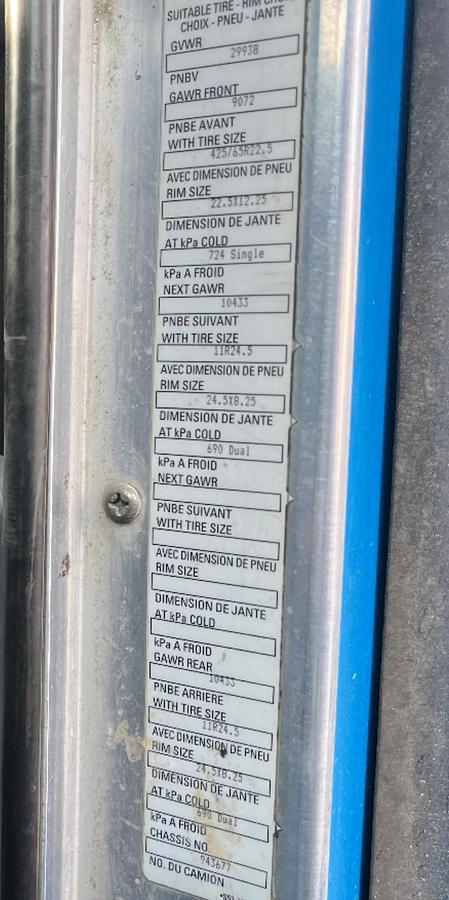 SUITABLE TIRE - RIM CHOI
CHOIX - PNEU - JANTE
GVWR
29938
PNBV
GAWR FRONT
9072
PNBE AVANT
WITH TIRE SIZE
425/65R22.5
AVEC DIMENSION DE PNEU
RIM SIZE
22.5X12.25
DIMENSION DE JANTE
AT kPa COLD
724 Single
kPa A FROID
NEXT GAWR
10433
PNBE SUIVANT
WITH TIRE SIZE
11R24.5
AVEC DIMENSION DE PNEU
RIM SIZE
24.5X8.25
DIMENSION DE JANTE
AT kPa COLD
690 Dual
kPa A FROID
NEXT GAWR
PNBE SUIVANT
WITH TIRE SIZE
AVEC DIMENSION DE PNEU
RIM SIZE
DIMENSION DE JANTE
AT kPa COLD
kPa A FROID
GAWR REAR
10433
PNBE ARRIERE
WITH TIRE SIZE
11R24.5
AVEC DIMENSION DE PNEU
RIM SIZE
24.5X8.25
DIMENSION DE JANTE
AT kPa COLD
690 Dual
kPa A FROID
CHASSIS NO.
943677
NO. DU CAMION